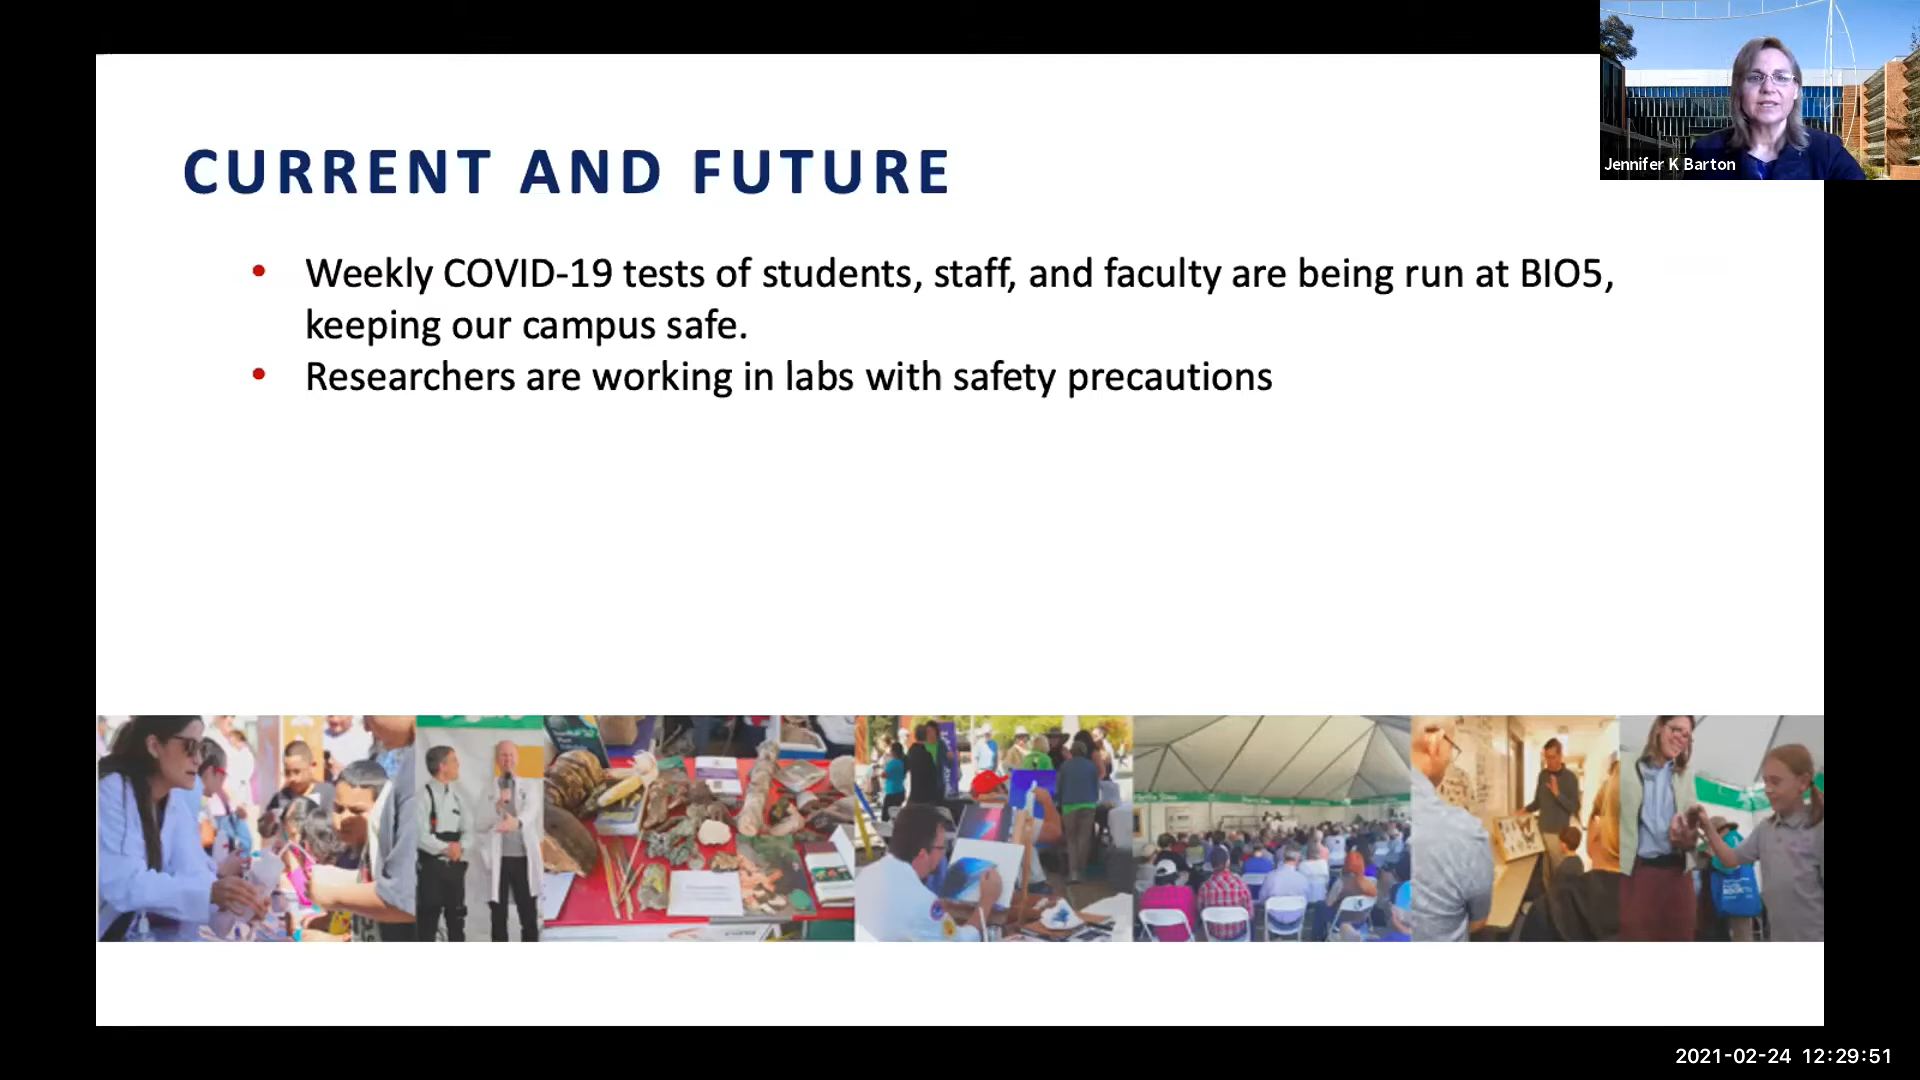 Jennifer K Barton
CURRENT AND FUTURE
• Weekly COVID-19 tests of students, staff, and faculty are being run at BIO5,
keeping our campus safe.
• Researchers are working in labs with safety precautions
2021-02-24 12:29:51